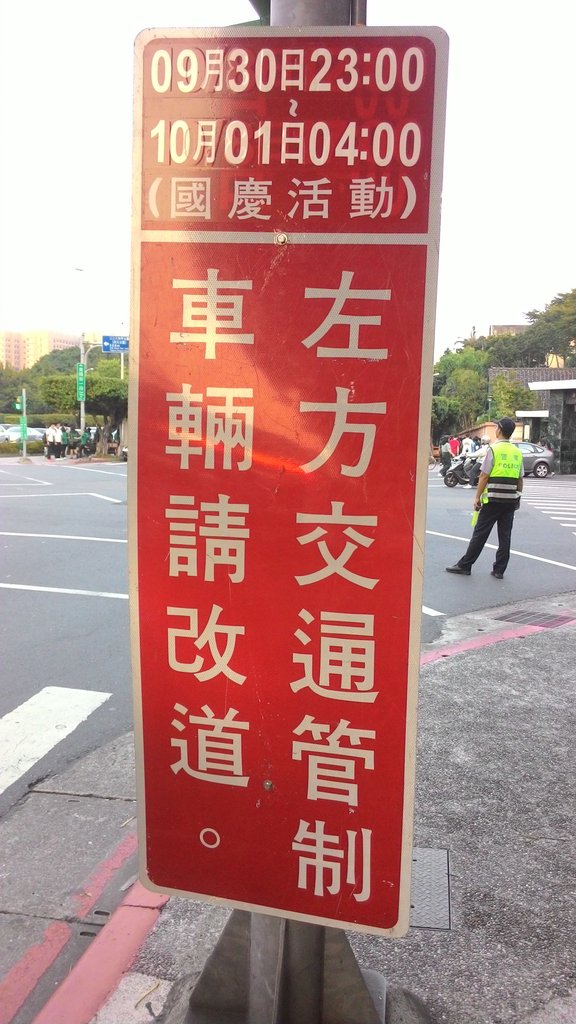 09月30日23:00
~
10月01日04:00
(國慶活動)
左方交通管制
車輛請改道。
POLICE